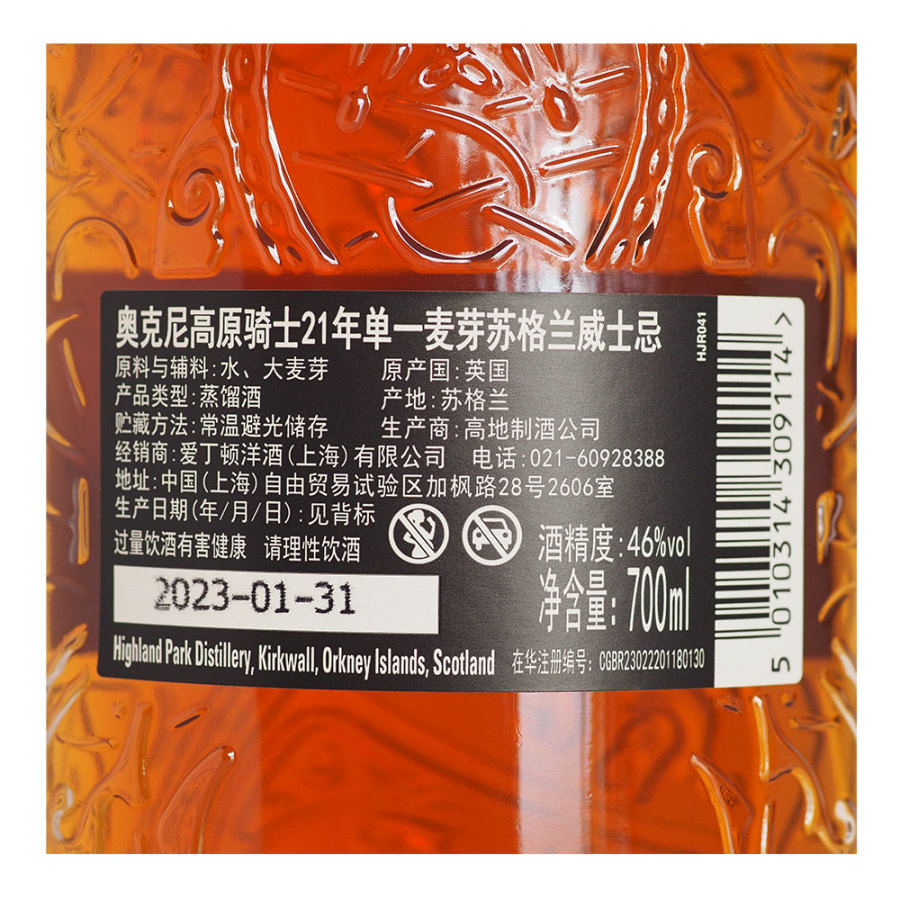 奥克尼高原骑士21年单一麦芽苏格兰威士忌
原料与辅料:水、大麦芽 原产国:英国
产品类型:蒸馏酒 产地:苏格兰
贮藏方法:常温避光储存 生产商:高地制酒公司
经销商:爱丁顿洋酒(上海)有限公司 电话:021-60928388
地址:中国(上海)自由贸易试验区加枫路28号2606室
生产日期(年/月/日):见背标
过量饮酒有害健康 请理性饮酒
酒精度:46%vol
净含量:700ml
2023-01-31
Highland Park Distillery, Kirkwall, Orkney Islands, Scotland
在华注册编号:CGBR23022201180130
HJR041
5 010314 309114 >